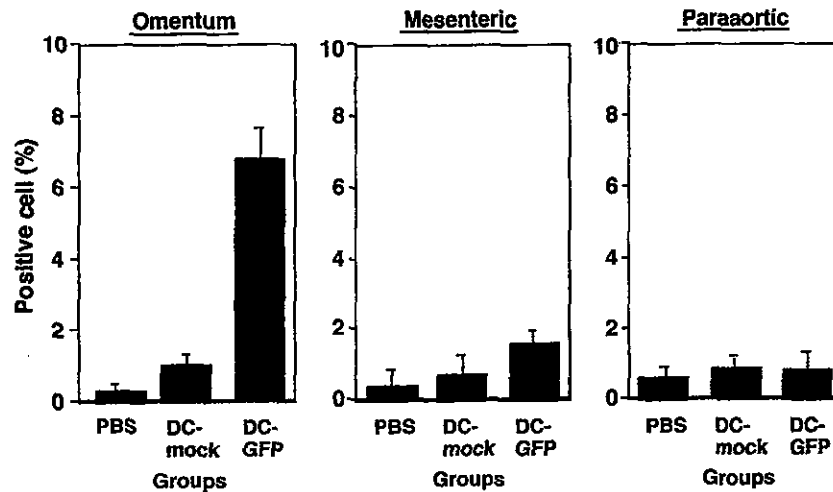 Omentum
Mesenteric
Paraaortic
Positive cell (%)
10
8
6
4
2
0
PBS
DC-
mock
DC-
GFP
Groups
10
8
6
4
2
0
PBS
DC-
mock
DC-
GFP
Groups
10
8
6
4
2
0
PBS
DC-
mock
DC-
GFP
Groups